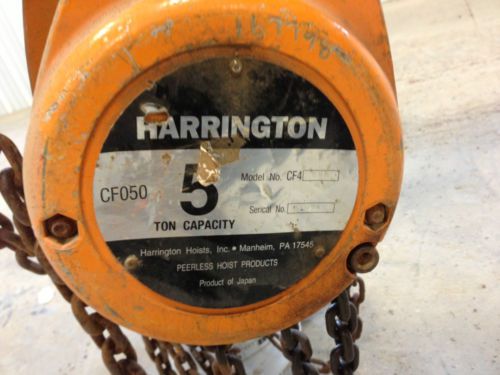 HARRINGTON
CF050
5
TON CAPACITY
Model No. CF4
Serical No.
Harrington Hoists, Inc. • Manheim, PA 17545
PEERLESS HOIST PRODUCTS
Product of Japan